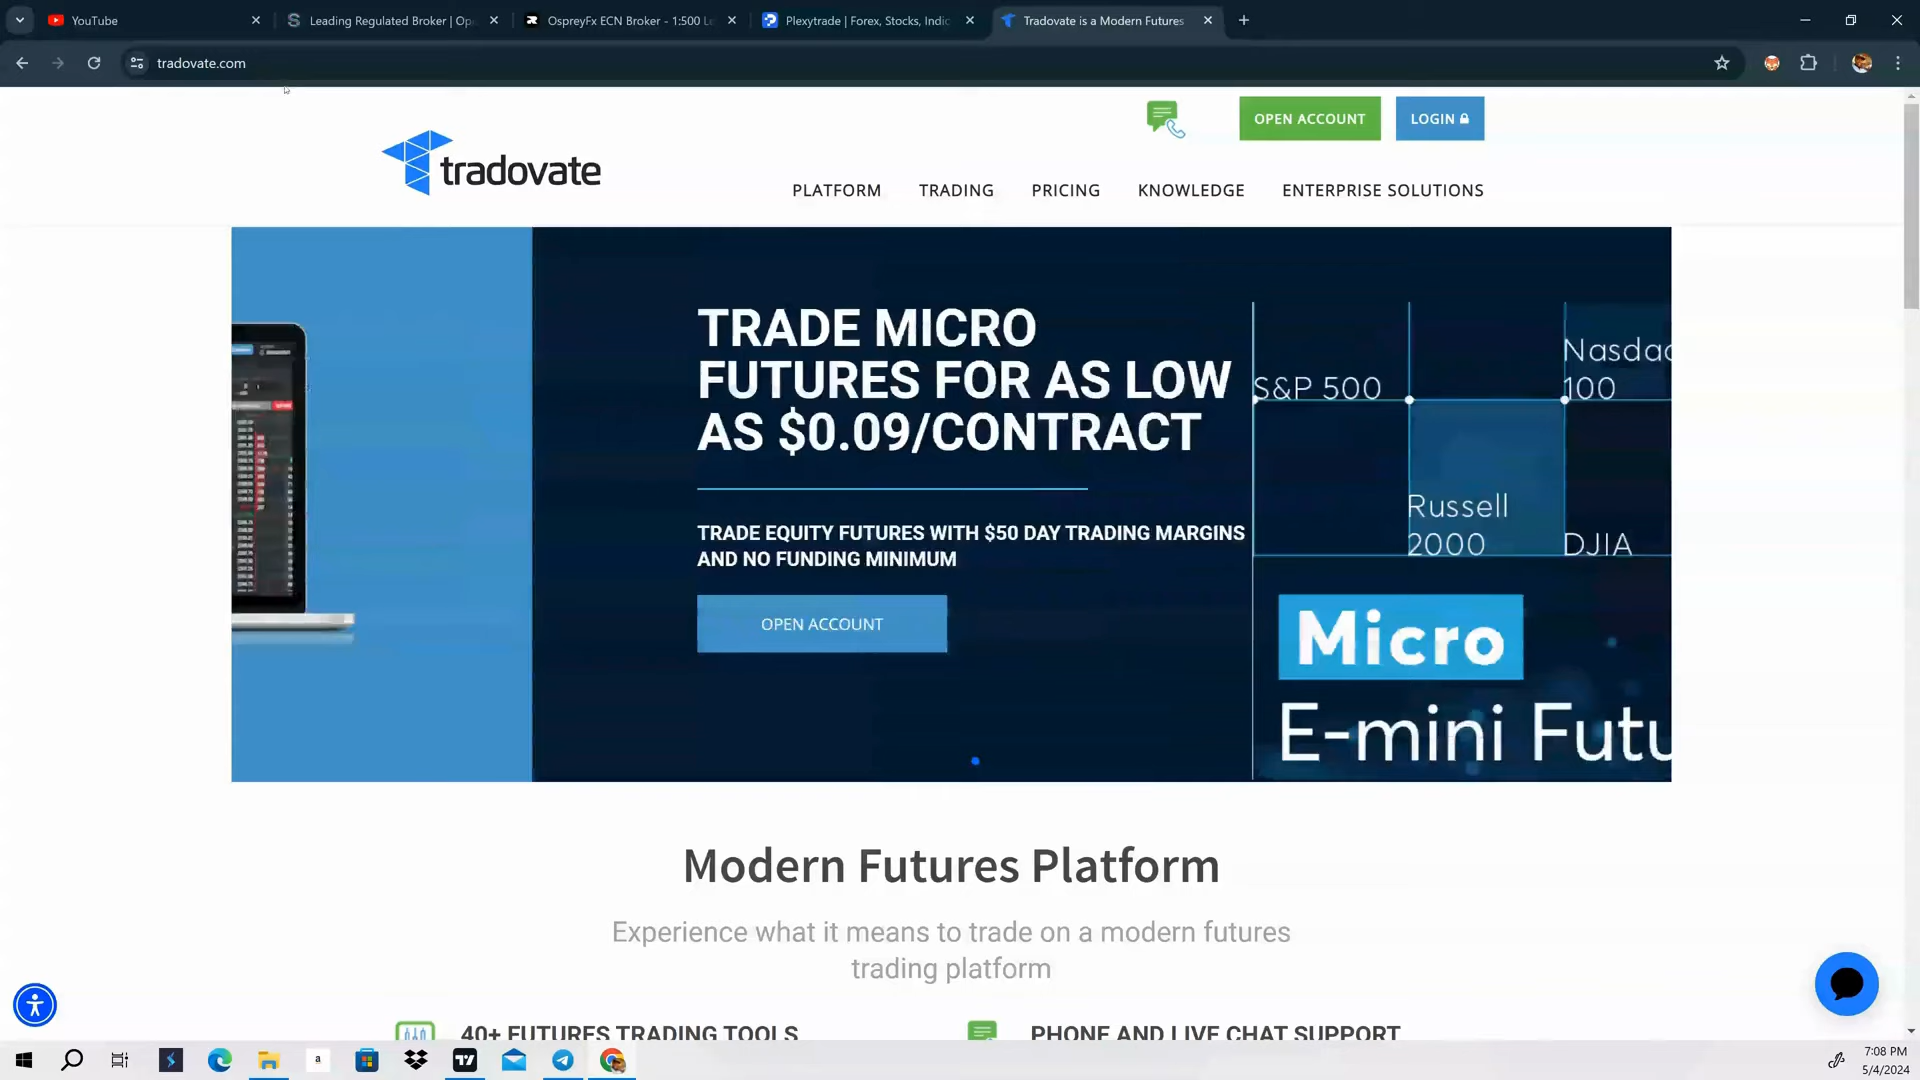 YouTube
Leading Regulated Broker | Op
OspreyFx ECN Broker - 1:500 Le
Plexytrade | Forex, Stocks, Indic
Tradovate is a Modern Futures
tradovate.com
OPEN ACCOUNT
LOGIN
tradovate
PLATFORM
TRADING
PRICING
KNOWLEDGE
ENTERPRISE SOLUTIONS
TRADE MICRO
FUTURES FOR AS LOW
AS $0.09/CONTRACT
TRADE EQUITY FUTURES WITH $50 DAY TRADING MARGINS
AND NO FUNDING MINIMUM
OPEN ACCOUNT
S&P 500
Nasdac
100
Russell
2000
DJIA
Micro
E-mini Futu
Modern Futures Platform
Experience what it means to trade on a modern futures
trading platform
40+ FUTURES TRADING TOOLS
PHONE AND LIVE CHAT SUPPORT
7:08 PM
5/4/2024